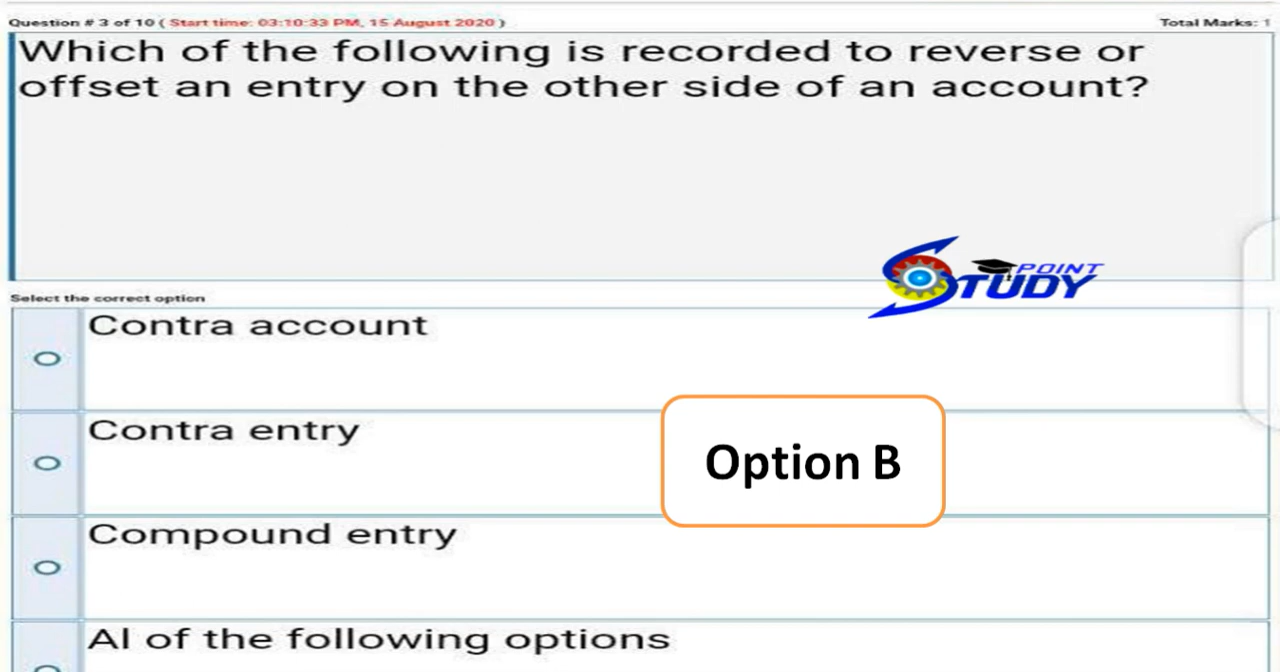 Question # 3 of 10 ( Start time: 03:10:33 PM, 15 August 2020 )
Total Marks: 1
Which of the following is recorded to reverse or
offset an entry on the other side of an account?
POINT
STUDY
Select the correct option
Contra account
Contra entry
Option B
Compound entry
Al of the following options